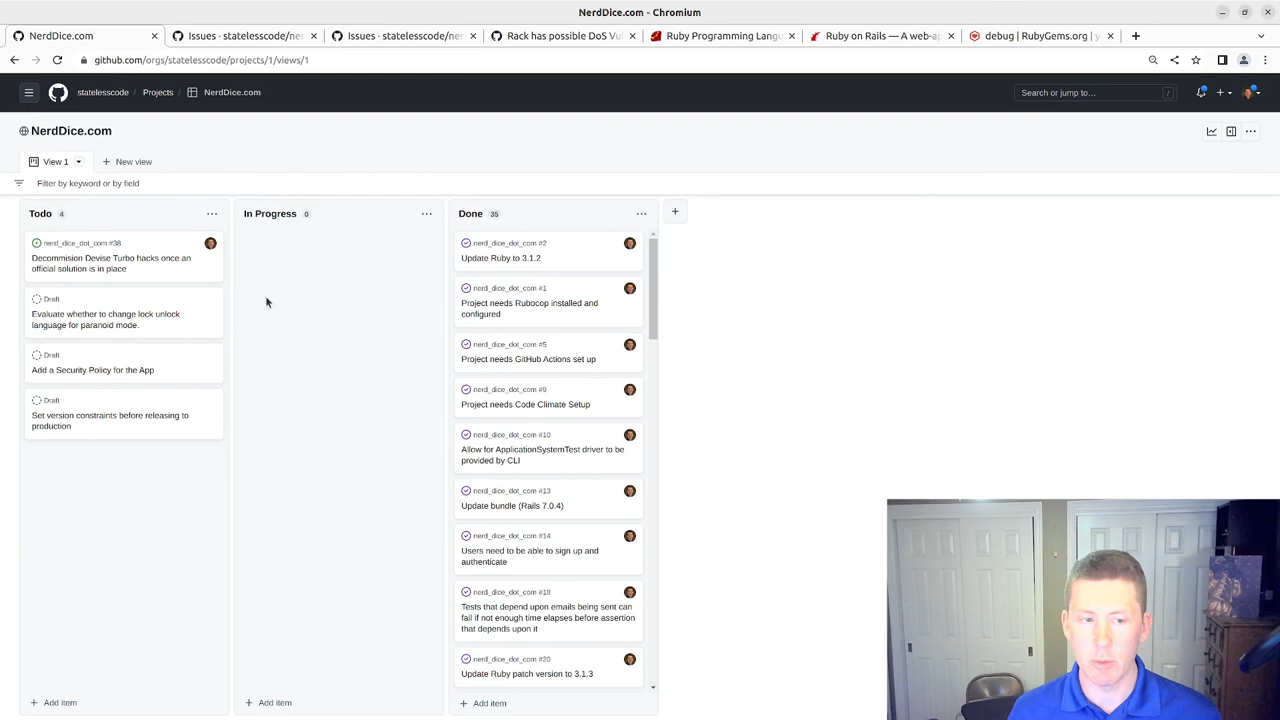 NerdDice.com - Chromium
NerdDice.com
Issues · statelesscode/ne
Issues · statelesscode/ne
Rack has possible DoS Vul
Ruby Programming Langu
Ruby on Rails — A web-ap
debug | RubyGems.org | y
github.com/orgs/statelesscode/projects/1/views/1
statelesscode / Projects / NerdDice.com
Search or jump to… /
NerdDice.com
View 1
New view
Filter by keyword or by field
Todo 4
nerd_dice_dot_com #38
Decommision Devise Turbo hacks once an
official solution is in place
Draft
Evaluate whether to change lock unlock
language for paranoid mode.
Draft
Add a Security Policy for the App
Draft
Set version constraints before releasing to
production
Add item
In Progress 0
Add item
Done 35
nerd_dice_dot_com #2
Update Ruby to 3.1.2
nerd_dice_dot_com #1
Project needs Rubocop installed and
configured
nerd_dice_dot_com #5
Project needs GitHub Actions set up
nerd_dice_dot_com #9
Project needs Code Climate Setup
nerd_dice_dot_com #10
Allow for ApplicationSystemTest driver to be
provided by CLI
nerd_dice_dot_com #13
Update bundle (Rails 7.0.4)
nerd_dice_dot_com #14
Users need to be able to sign up and
authenticate
nerd_dice_dot_com #18
Tests that depend upon emails being sent can
fail if not enough time elapses before assertion
that depends upon it
nerd_dice_dot_com #20
Update Ruby patch version to 3.1.3
Add item